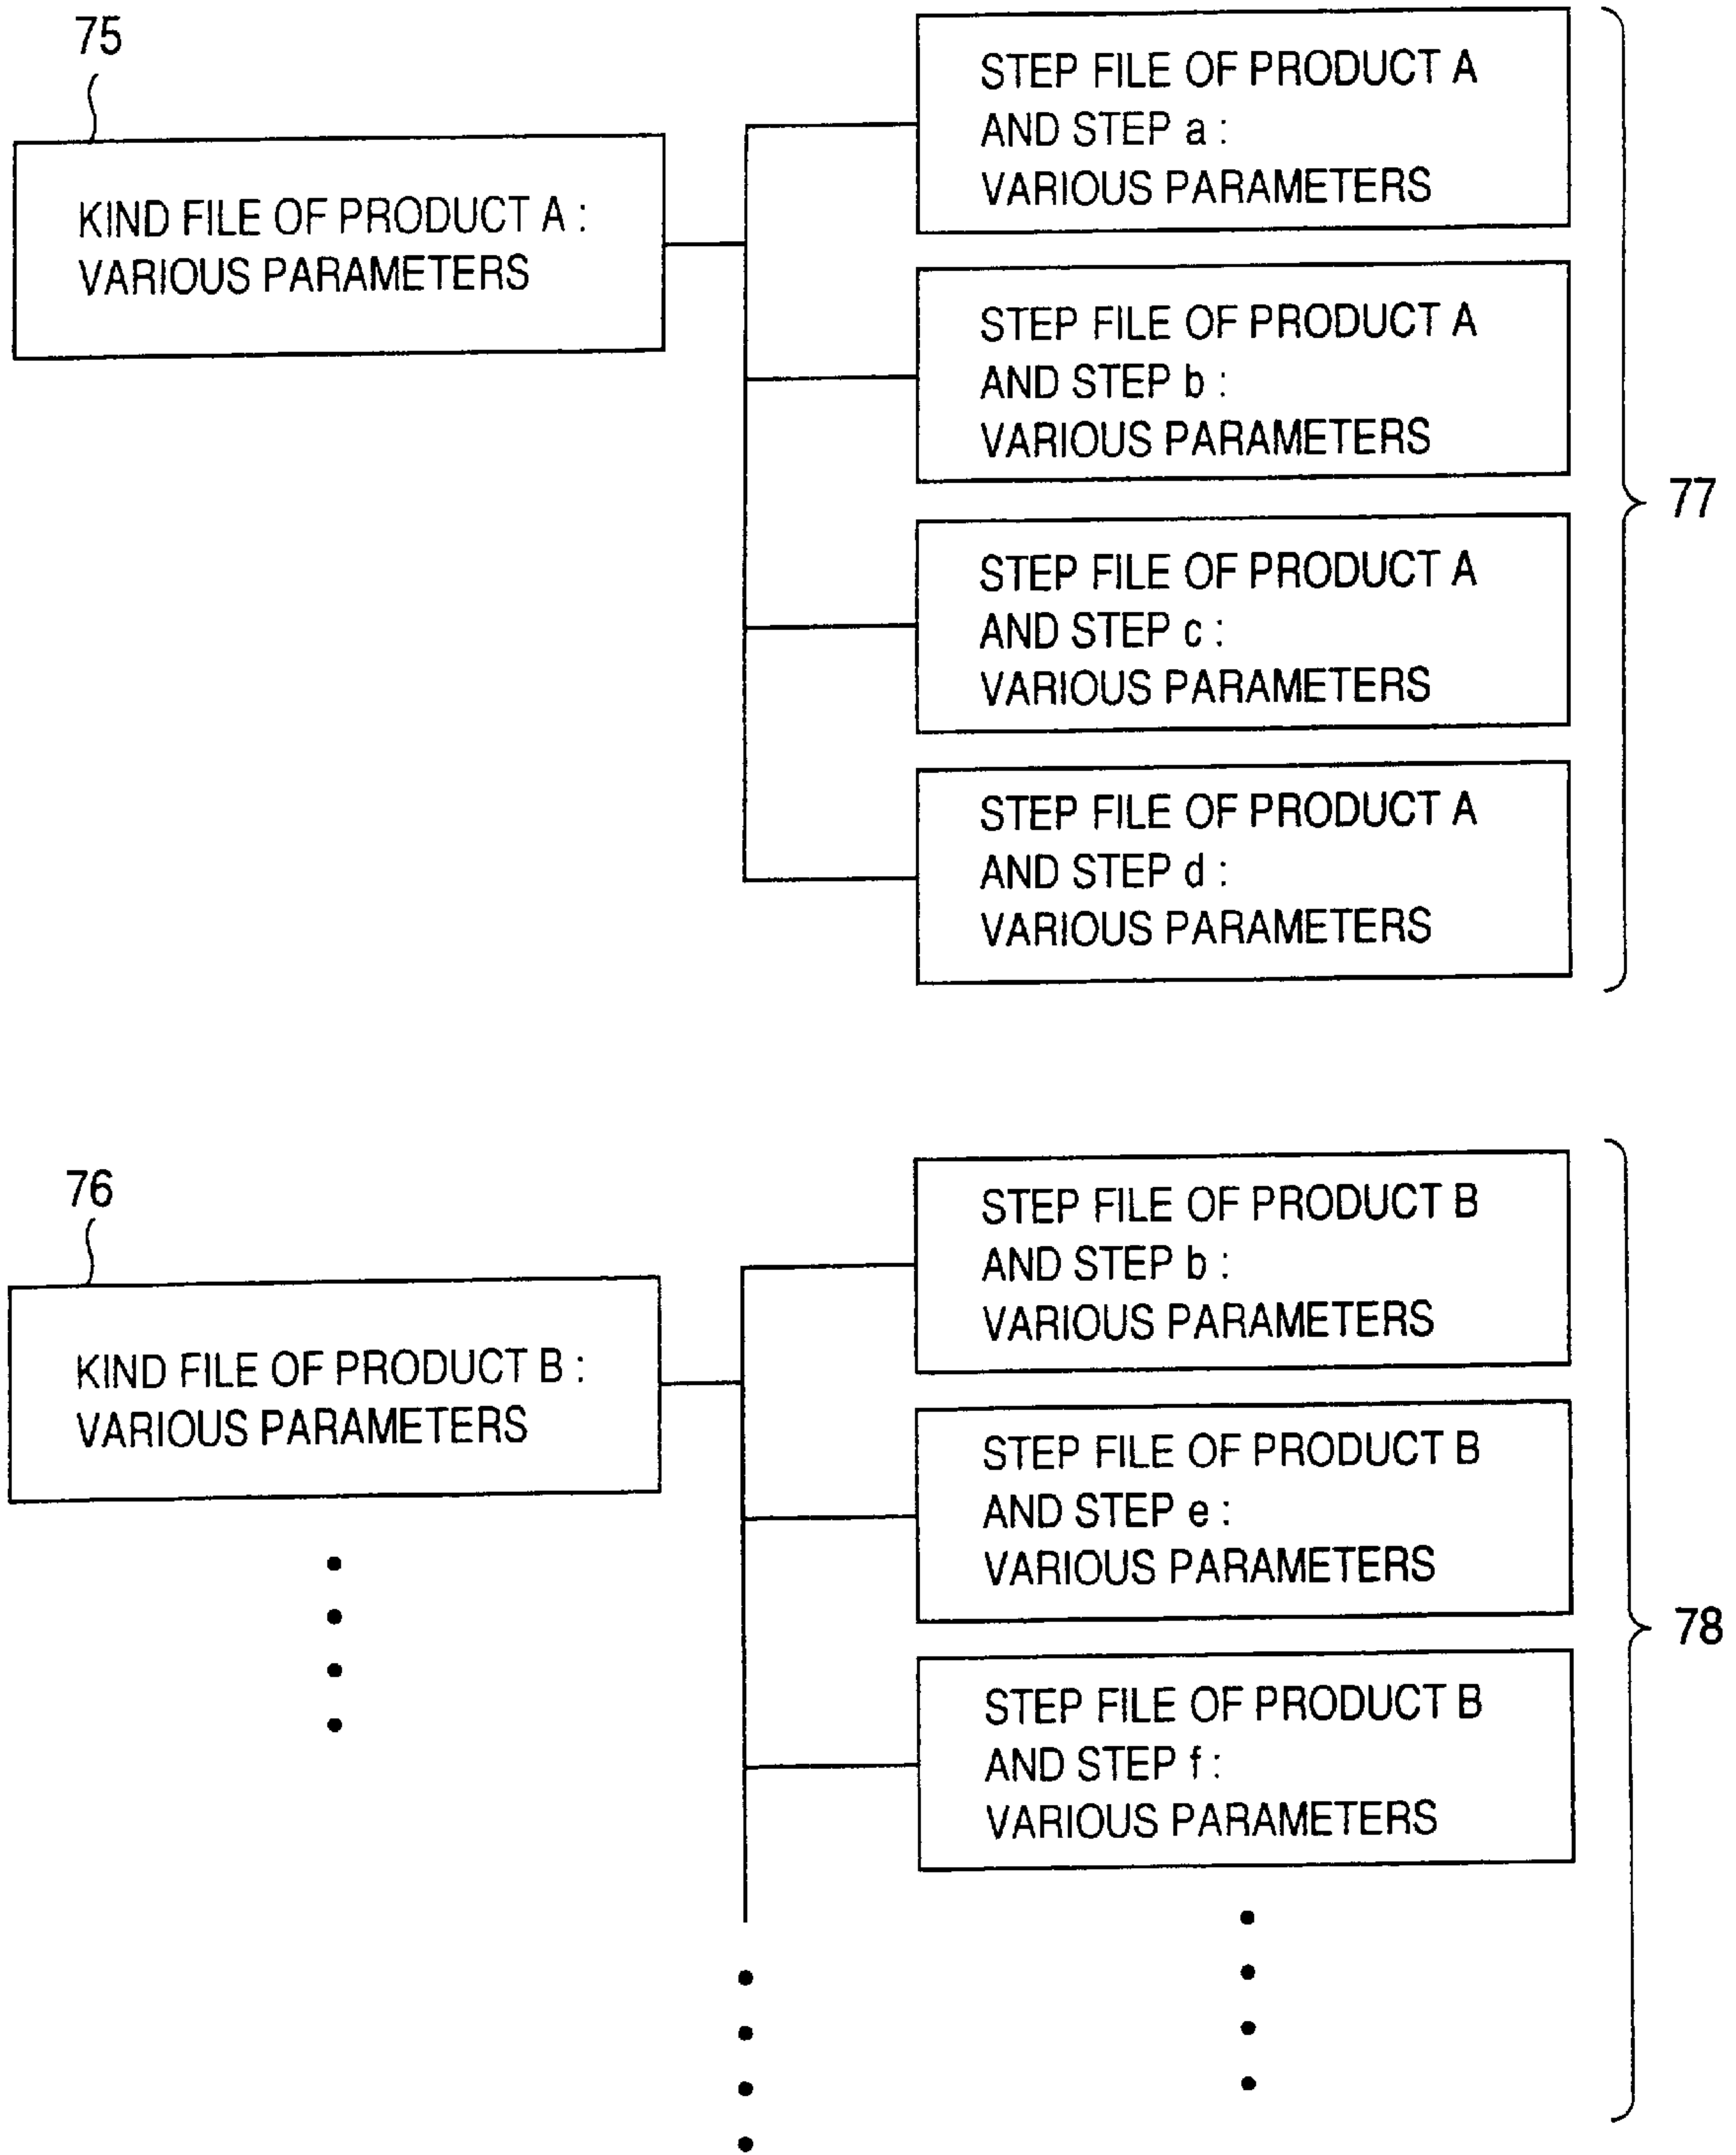 75
KIND FILE OF PRODUCT A :
VARIOUS PARAMETERS
STEP FILE OF PRODUCT A
AND STEP a :
VARIOUS PARAMETERS
STEP FILE OF PRODUCT A
AND STEP b :
VARIOUS PARAMETERS
STEP FILE OF PRODUCT A
AND STEP c :
VARIOUS PARAMETERS
STEP FILE OF PRODUCT A
AND STEP d :
VARIOUS PARAMETERS
77
76
KIND FILE OF PRODUCT B :
VARIOUS PARAMETERS
STEP FILE OF PRODUCT B
AND STEP b :
VARIOUS PARAMETERS
STEP FILE OF PRODUCT B
AND STEP e :
VARIOUS PARAMETERS
STEP FILE OF PRODUCT B
AND STEP f :
VARIOUS PARAMETERS
78